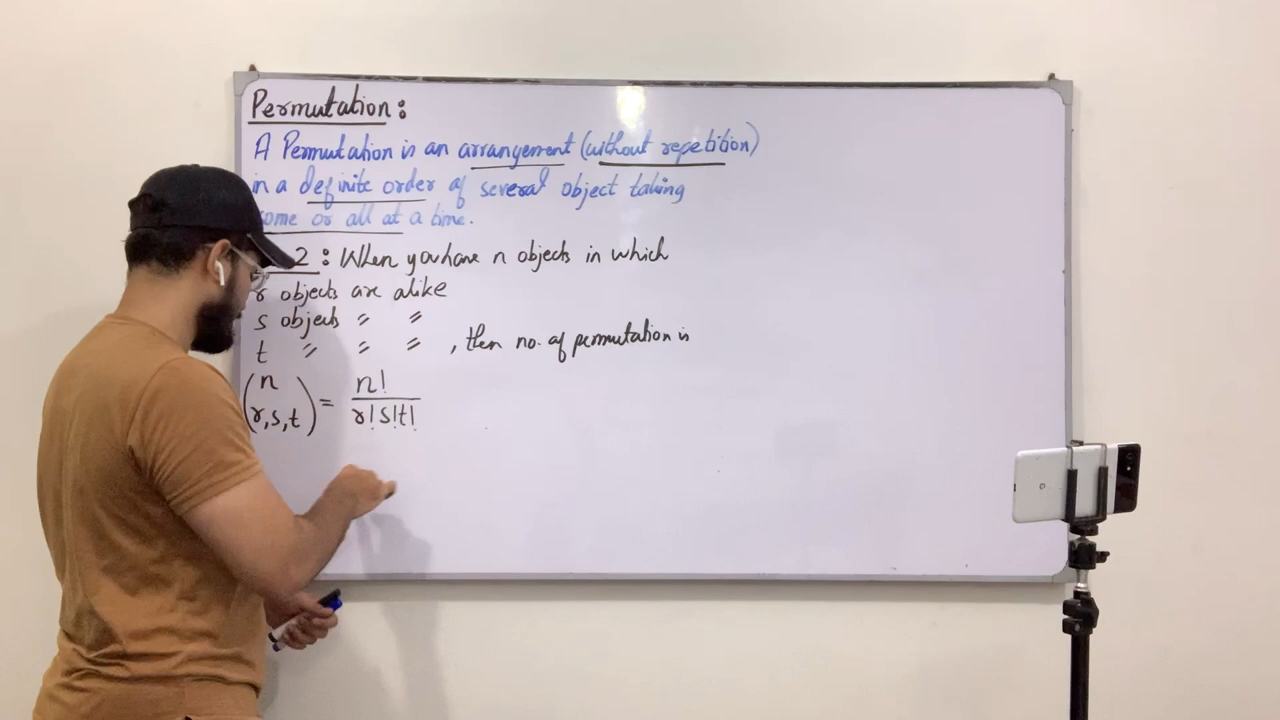 Permutation:
A Permutation is an arrangement (without repetition)
in a definite order of several object taking
some or all at a time.
2 : When you have n objects in which
r objects are alike
s objects 〃 〃
t 〃 〃 〃 , then no. of permutation is
(n r,s,t) = n! / r! s! t!